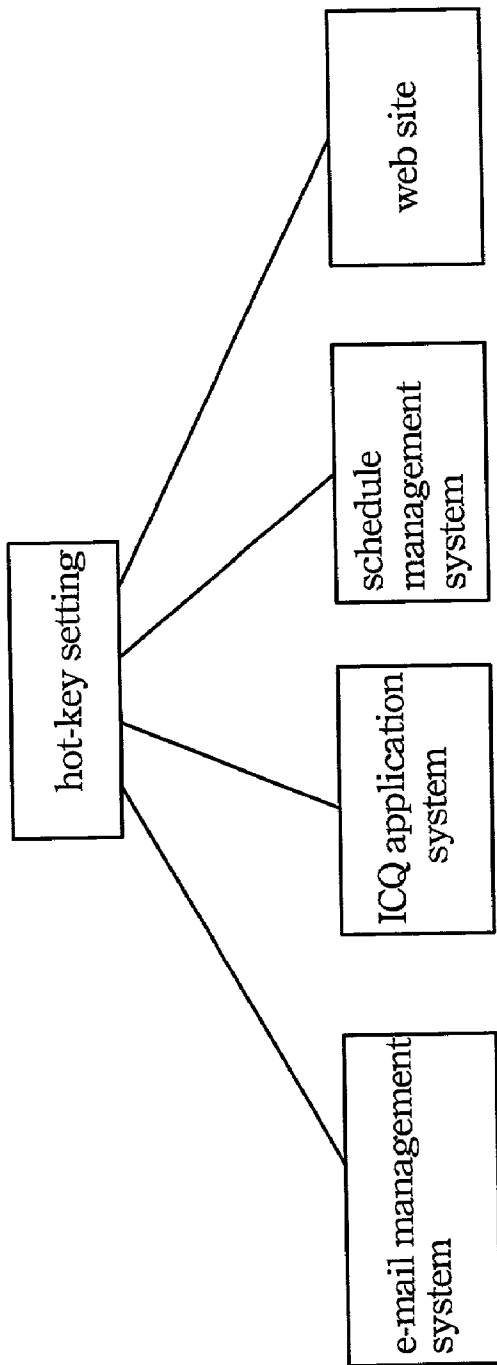 hot-key setting
e-mail management
system
ICQ application
system
schedule
management
system
web site